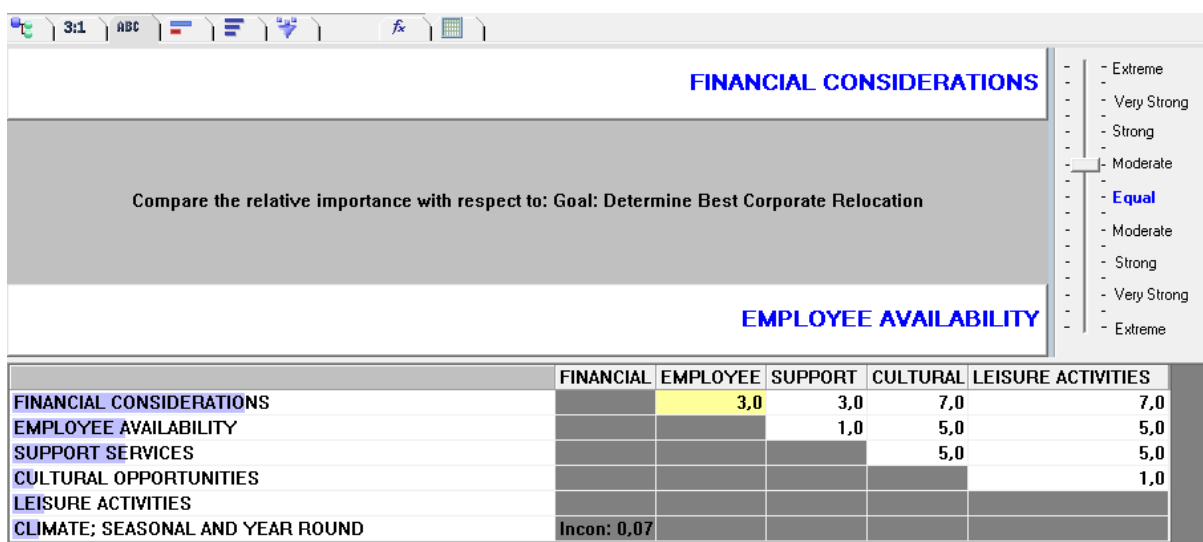 3:1 ABC fx
FINANCIAL CONSIDERATIONS
Extreme
Very Strong
Strong
Moderate
Equal
Moderate
Strong
Very Strong
Extreme
Compare the relative importance with respect to: Goal: Determine Best Corporate Relocation
EMPLOYEE AVAILABILITY
FINANCIAL EMPLOYEE SUPPORT CULTURAL LEISURE ACTIVITIES
FINANCIAL CONSIDERATIONS 3,0 3,0 7,0 7,0
EMPLOYEE AVAILABILITY 1,0 5,0 5,0
SUPPORT SERVICES 5,0 5,0
CULTURAL OPPORTUNITIES 1,0
LEISURE ACTIVITIES
CLIMATE; SEASONAL AND YEAR ROUND Incon: 0,07